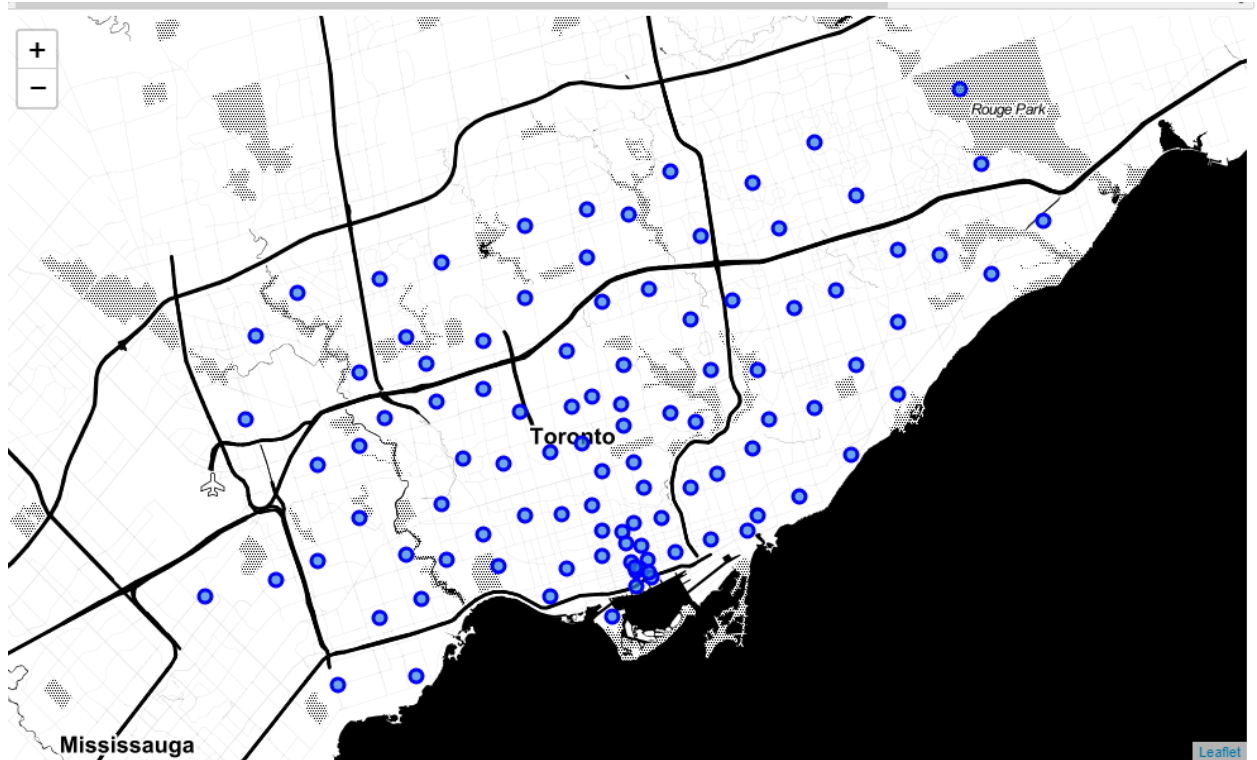 +
−
Rouge Park
Toronto
Mississauga
Leaflet